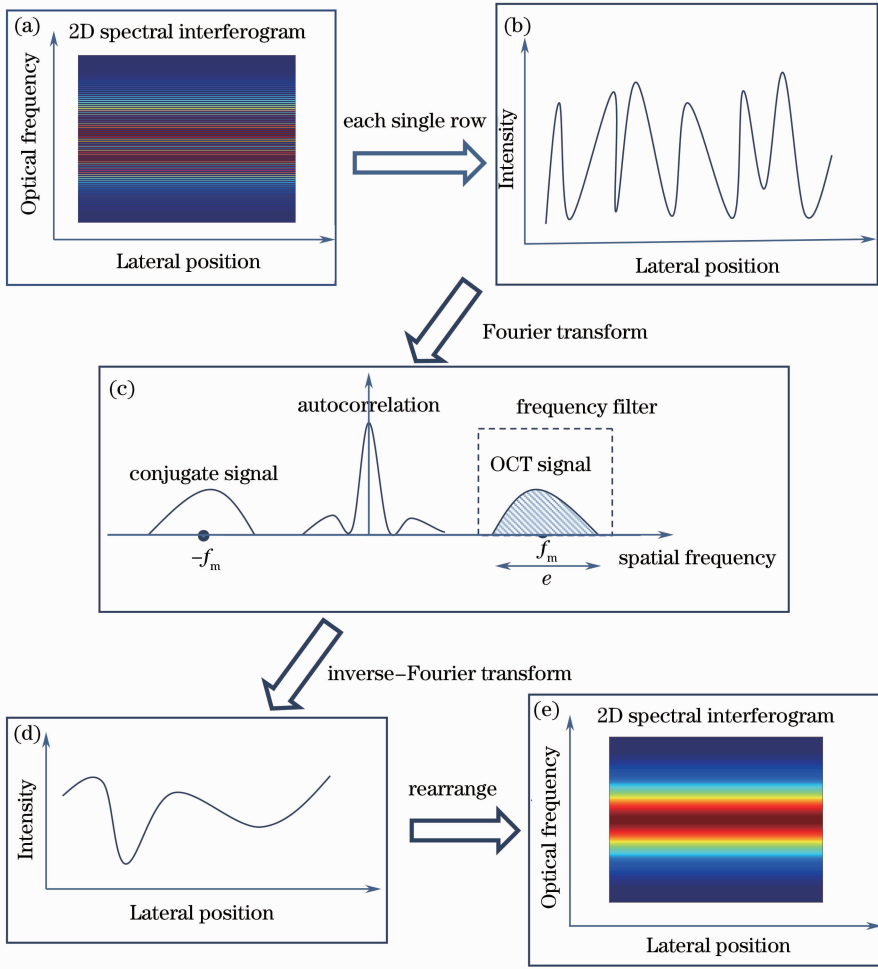 (a)
2D spectral interferogram
Optical frequency
Lateral position
each single row
(b)
Intensity
Lateral position
Fourier transform
(c)
autocorrelation
frequency filter
conjugate signal
OCT signal
−fm
fm
e
spatial frequency
inverse−Fourier transform
(d)
Intensity
Lateral position
rearrange
(e)
2D spectral interferogram
Optical frequency
Lateral position